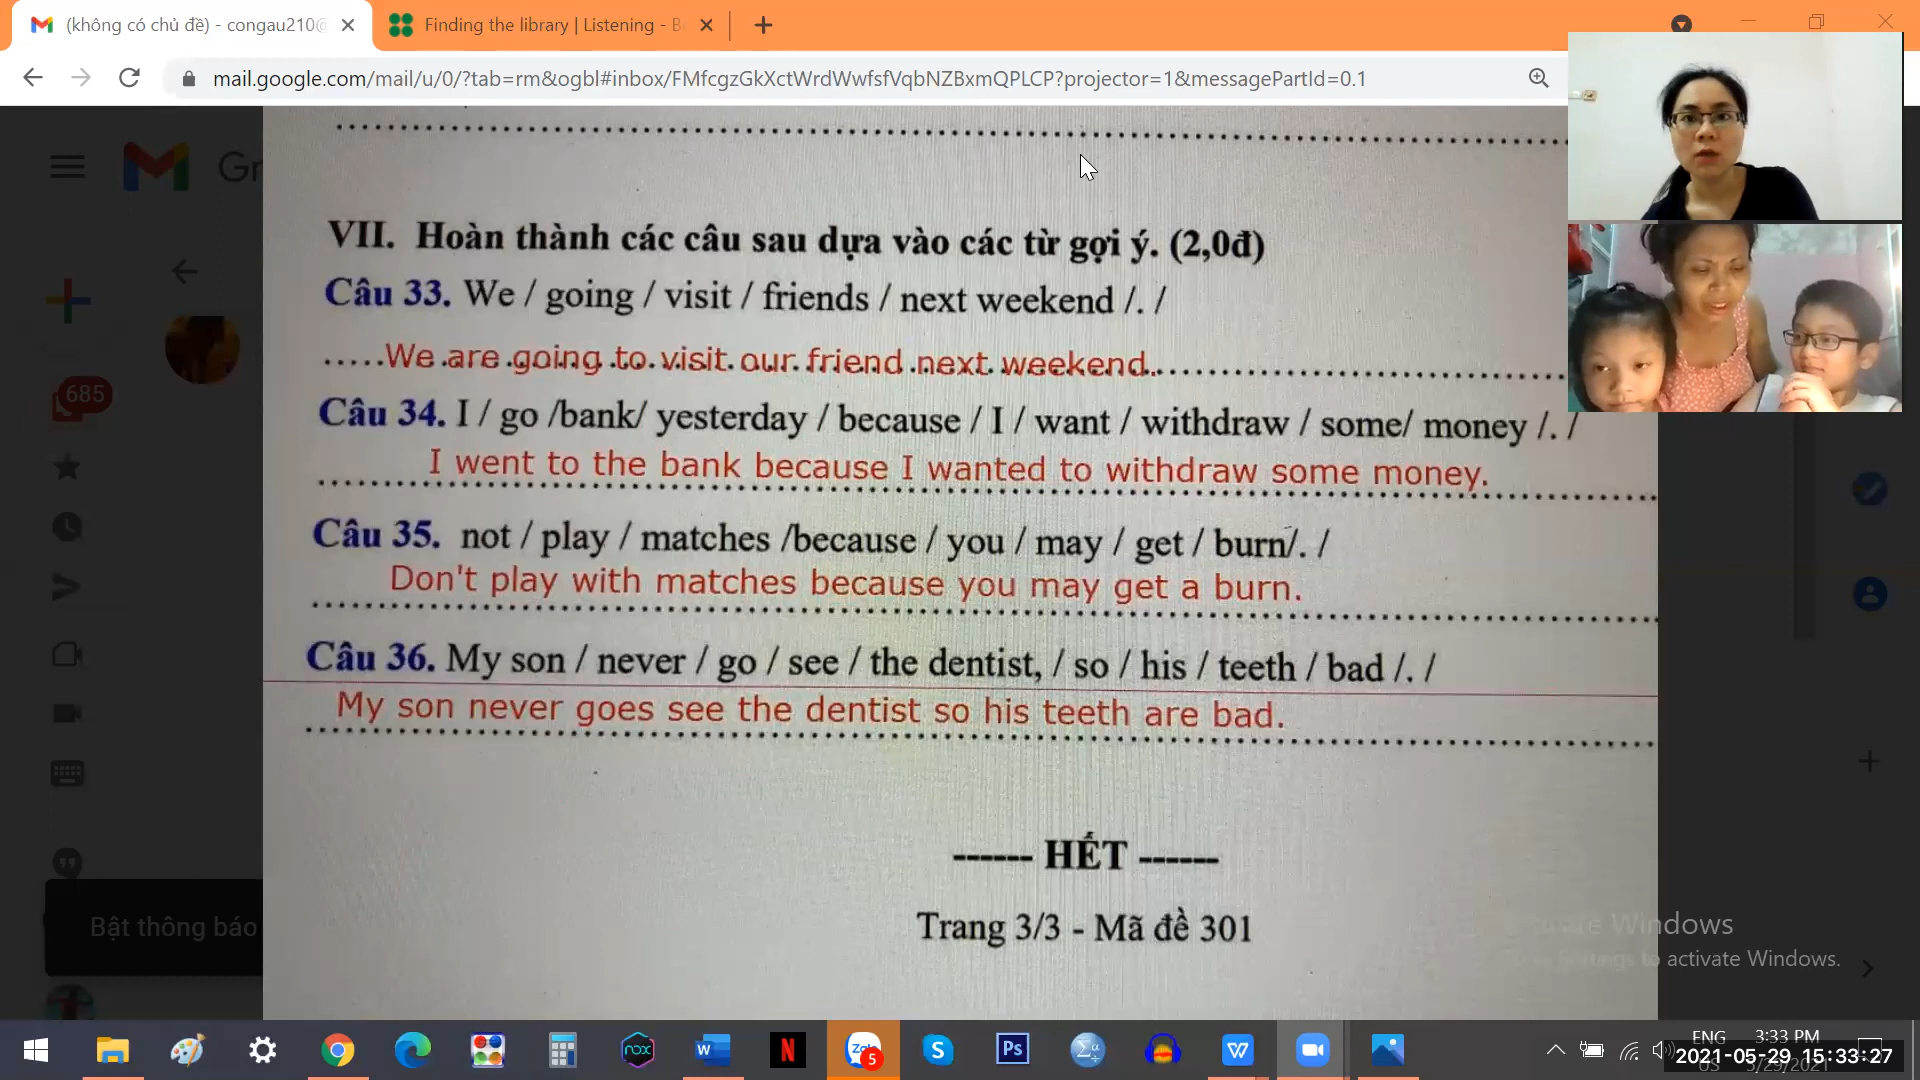 (không có chủ đề) - congau210@
Finding the library | Listening - B
mail.google.com/mail/u/0/?tab=rm&ogbl#inbox/FMfcgzGkXctWrdWwfsfVqbNZBxmQPLCP?projector=1&messagePartId=0.1
VII. Hoàn thành các câu sau dựa vào các từ gợi ý. (2,0đ)
Câu 33. We / going / visit / friends / next weekend /. /
We are going to visit our friend next weekend.
Câu 34. I / go /bank/ yesterday / because / I / want / withdraw / some/ money /. /
I went to the bank because I wanted to withdraw some money.
Câu 35. not / play / matches /because / you / may / get / burn/. /
Don't play with matches because you may get a burn.
685
Câu 36. My son / never / go / see / the dentist, / so / his / teeth / bad /. /
My son never goes see the dentist so his teeth are bad.
------ HẾT ------
Trang 3/3 - Mã đề 301
Bật thông báo
Windows
to activate Windows.
nox
W
N
Zalo
5
S
Ps
Σα
W
ENG
3:33 PM
2021-05-29 15:33:27